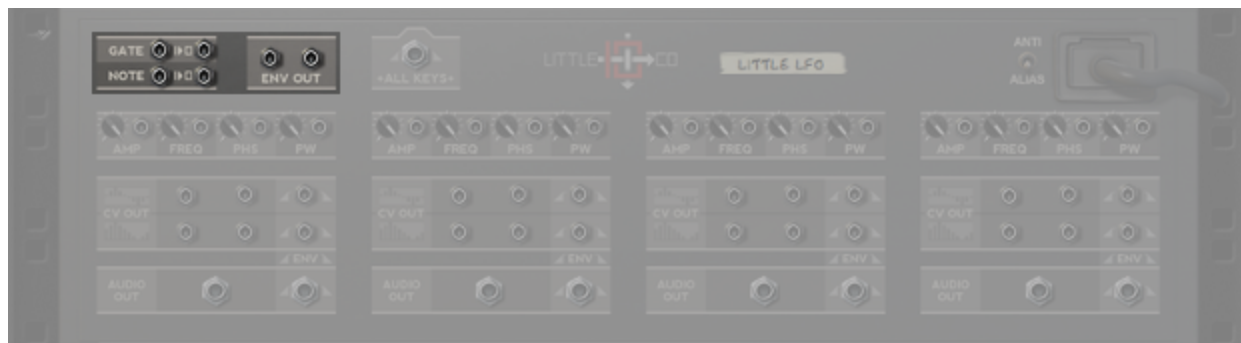 GATE
NOTE
ENV OUT
ALL KEYS
LITTLE CO
LITTLE LFO
ANTI
ALIAS
AMP FREQ PHS PW
AMP FREQ PHS PW
AMP FREQ PHS PW
AMP FREQ PHS PW
CV OUT
ENV
CV OUT
ENV
CV OUT
ENV
CV OUT
ENV
AUDIO
OUT
AUDIO
OUT
AUDIO
OUT
AUDIO
OUT